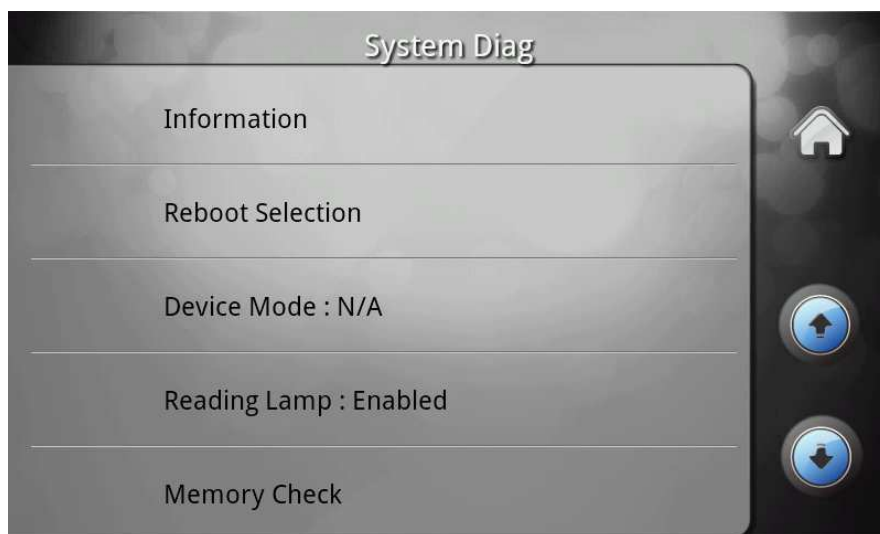 System Diag
Information
Reboot Selection
Device Mode : N/A
Reading Lamp : Enabled
Memory Check